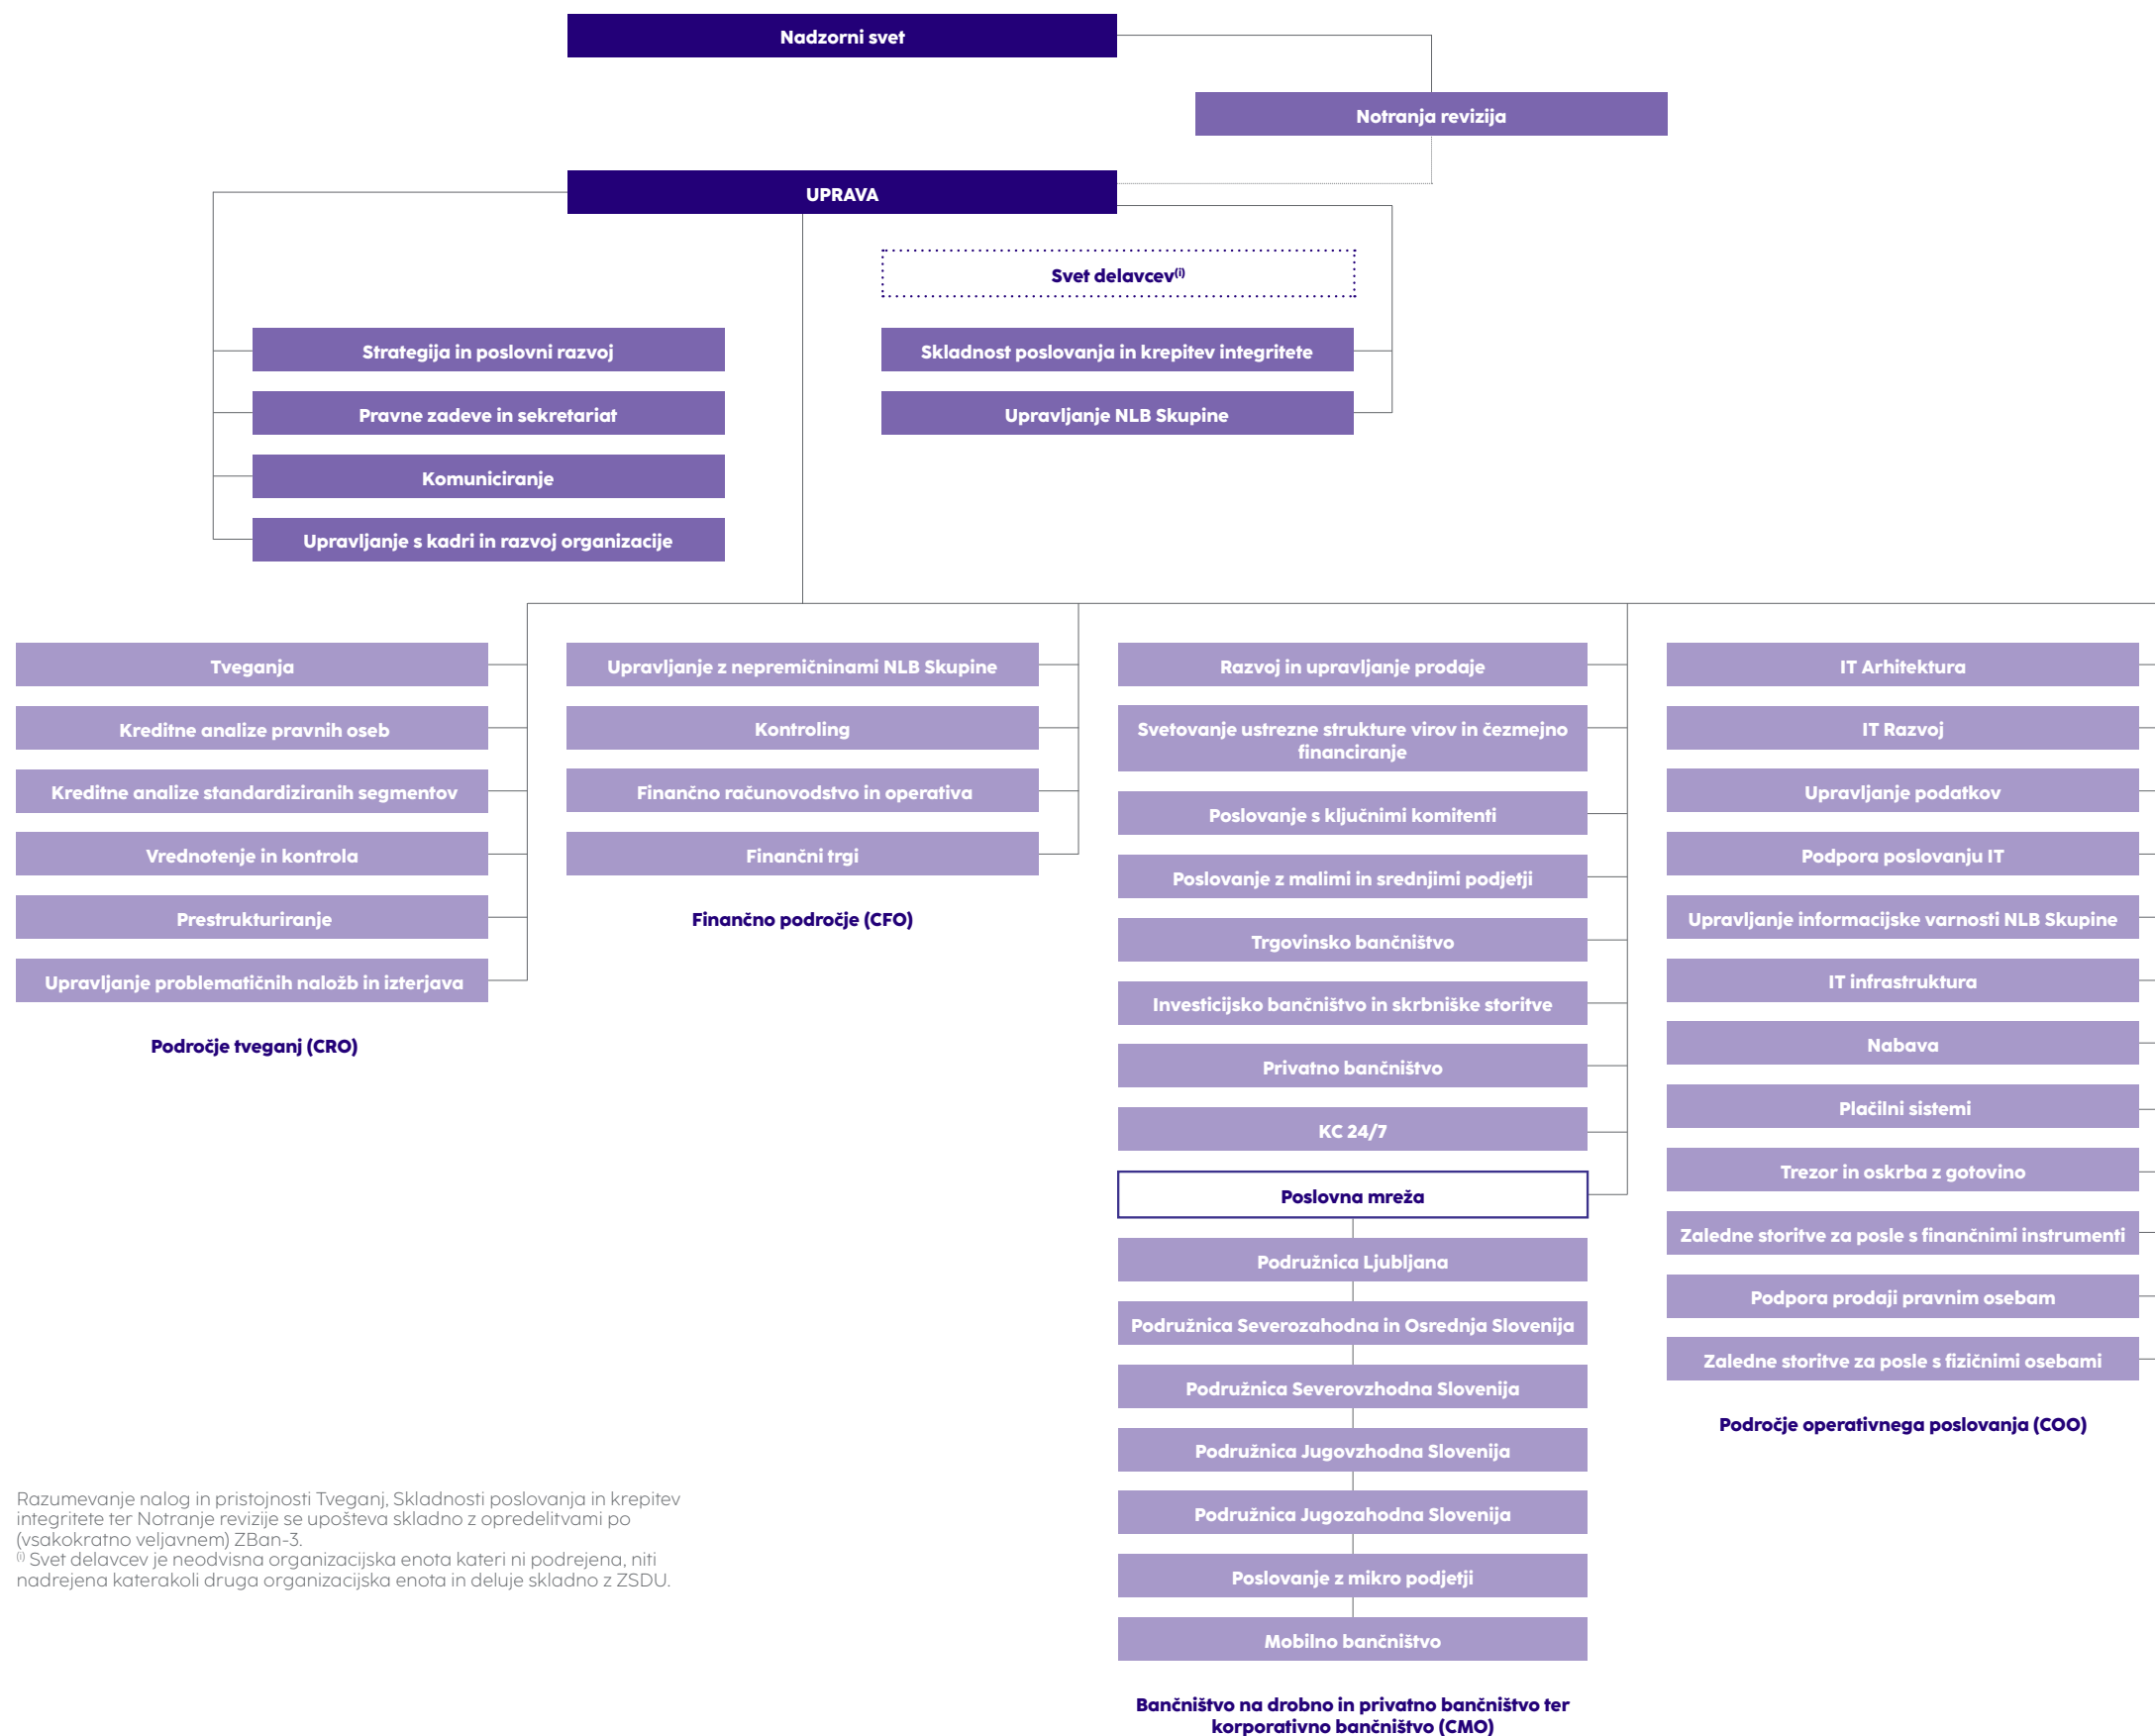 Nadzorni svet
Notranja revizija
UPRAVA
Svet delavcev⁽ⁱ⁾
Strategija in poslovni razvoj
Pravne zadeve in sekretariat
Komuniciranje
Upravljanje s kadri in razvoj organizacije
Skladnost poslovanja in krepitev integritete
Upravljanje NLB Skupine
Tveganja
Kreditne analize pravnih oseb
Kreditne analize standardiziranih segmentov
Vrednotenje in kontrola
Prestrukturiranje
Upravljanje problematičnih naložb in izterjava
Področje tveganj (CRO)
Upravljanje z nepremičninami NLB Skupine
Kontroling
Finančno računovodstvo in operativa
Finančni trgi
Finančno področje (CFO)
Razvoj in upravljanje prodaje
Svetovanje ustrezne strukture virov in čezmejno
financiranje
Poslovanje s ključnimi komitenti
Poslovanje z malimi in srednjimi podjetji
Trgovinsko bančništvo
Investicijsko bančništvo in skrbniške storitve
Privatno bančništvo
KC 24/7
Poslovna mreža
Podružnica Ljubljana
Podružnica Severozahodna in Osrednja Slovenija
Podružnica Severovzhodna Slovenija
Podružnica Jugovzhodna Slovenija
Podružnica Jugozahodna Slovenija
Poslovanje z mikro podjetji
Mobilno bančništvo
Bančništvo na drobno in privatno bančništvo ter
korporativno bančništvo (CMO)
IT Arhitektura
IT Razvoj
Upravljanje podatkov
Podpora poslovanju IT
Upravljanje informacijske varnosti NLB Skupine
IT infrastruktura
Nabava
Plačilni sistemi
Trezor in oskrba z gotovino
Zaledne storitve za posle s finančnimi instrumenti
Podpora prodaji pravnim osebam
Zaledne storitve za posle s fizičnimi osebami
Področje operativnega poslovanja (COO)
Razumevanje nalog in pristojnosti Tveganj, Skladnosti poslovanja in krepitev
integritete ter Notranje revizije se upošteva skladno z opredelitvami po
(vsakokratno veljavnem) ZBan-3.
⁽ⁱ⁾ Svet delavcev je neodvisna organizacijska enota kateri ni podrejena, niti
nadrejena katerakoli druga organizacijska enota in deluje skladno z ZSDU.